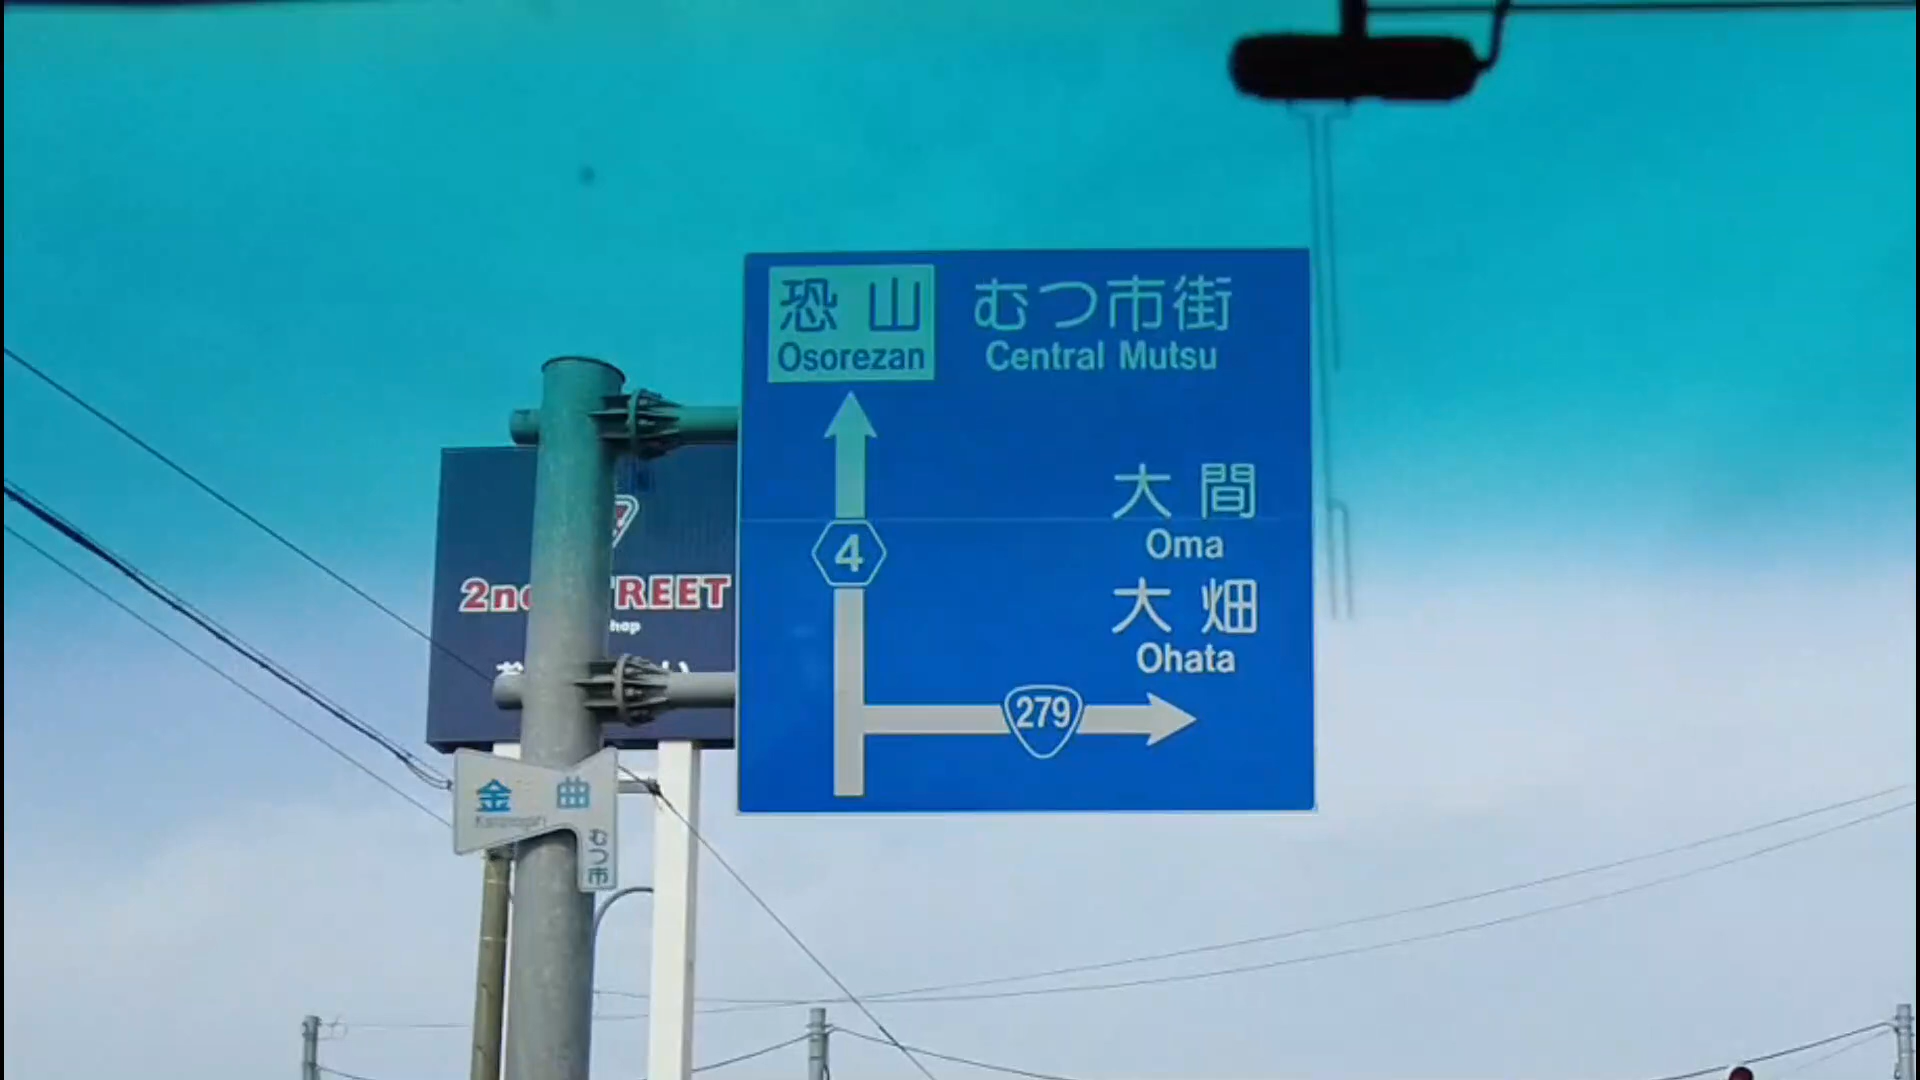 恐山 むつ市街
Osorezan Central Mutsu
大間
Oma
4
大畑
Ohata
279
金曲
Kanamagari
むつ市